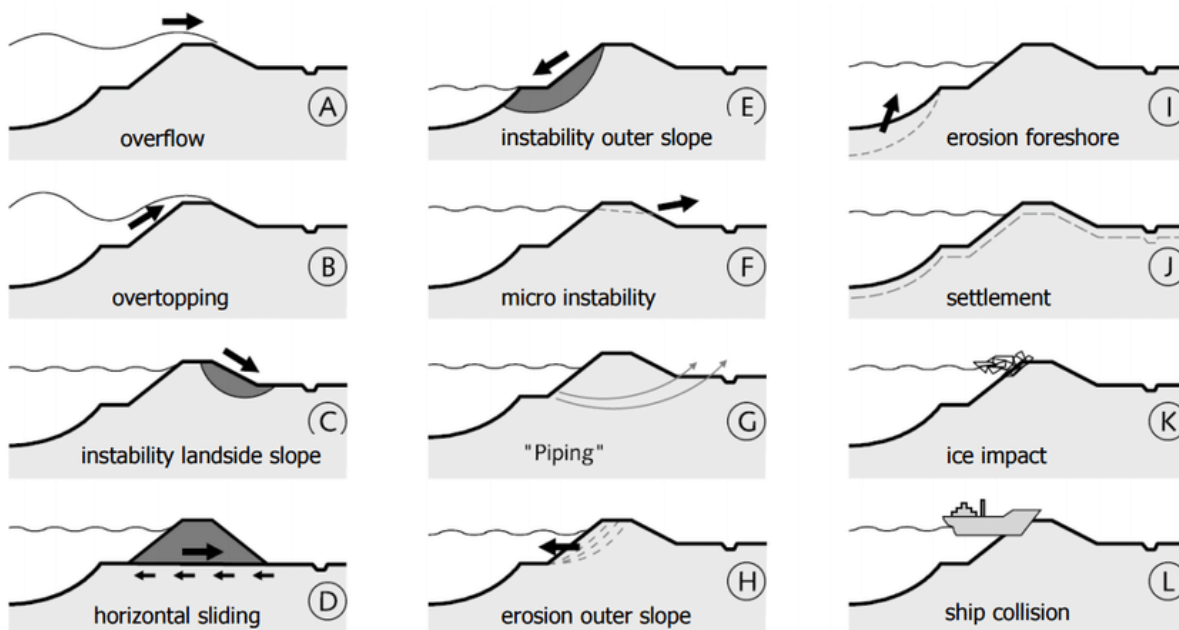 A
overflow
B
overtopping
C
instability landside slope
D
horizontal sliding
E
instability outer slope
F
micro instability
G
"Piping"
H
erosion outer slope
I
erosion foreshore
J
settlement
K
ice impact
L
ship collision